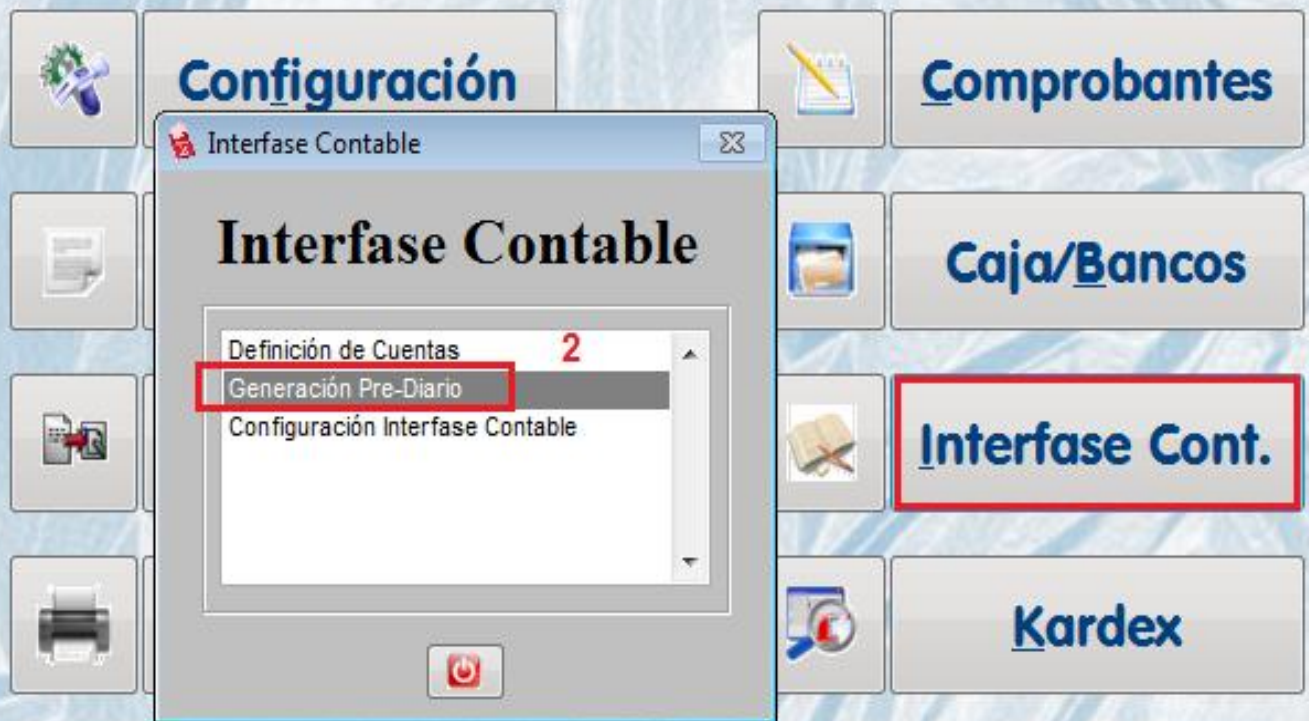 Configuración
Comprobantes
Interfase Contable
Interfase Contable
Caja/Bancos
Definición de Cuentas 2
Generación Pre-Diario
Configuración Interfase Contable
Interfase Cont.
Kardex